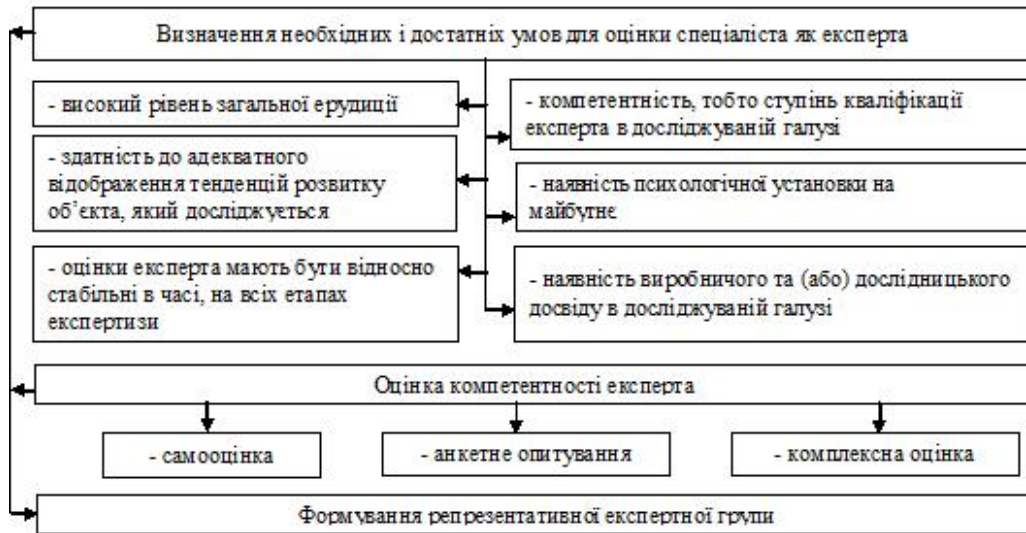 Визначення необхідних і достатніх умов для оцінки спеціаліста як експерта
- високий рівень загальної ерудиції
- компетентність, тобто ступінь кваліфікації
експерта в досліджуваній галузі
- здатність до адекватного
відображення тенденцій розвитку
об’єкта, який досліджується
- наявність психологічної установки на
майбутнє
- оцінки експерта мають бути відносно
стабільні в часі, на всіх етапах
експертизи
- наявність виробничого та (або) дослідницького
досвіду в досліджуваній галузі
Оцінка компетентності експерта
- самооцінка
- анкетне опитування
- комплексна оцінка
Формування репрезентативної експертної групи